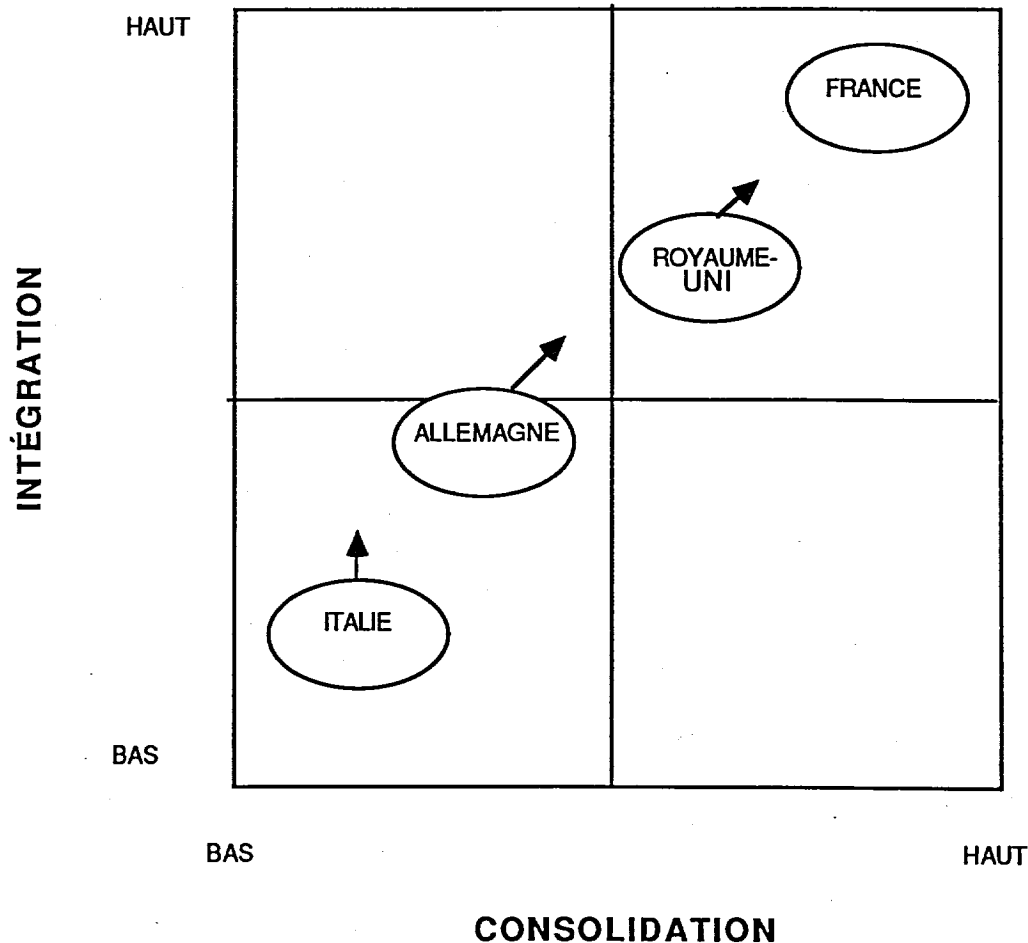 HAUT
FRANCE
ROYAUME-
UNI
INTÉGRATION
ALLEMAGNE
ITALIE
BAS
BAS
HAUT
CONSOLIDATION